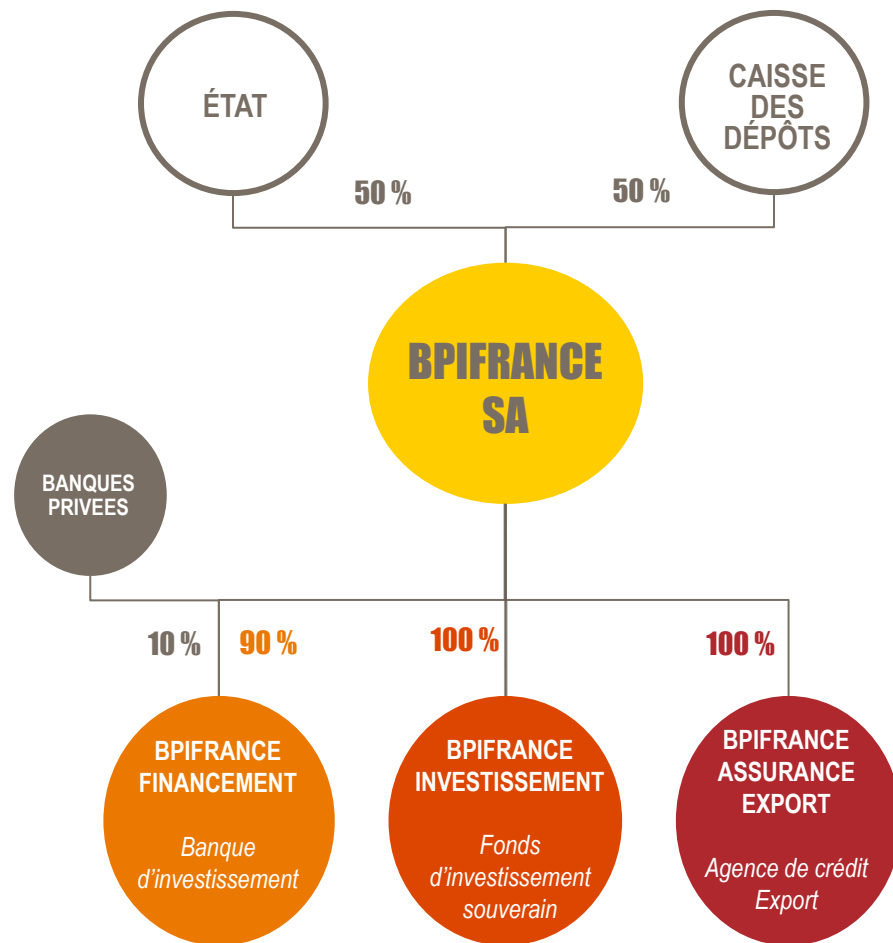 ÉTAT
CAISSE
DES
DÉPÔTS
50 %
50 %
BPIFRANCE
SA
BANQUES
PRIVEES
10 %
90 %
100 %
100 %
BPIFRANCE
FINANCEMENT
Banque
d’investissement
BPIFRANCE
INVESTISSEMENT
Fonds
d’investissement
souverain
BPIFRANCE
ASSURANCE
EXPORT
Agence de crédit
Export